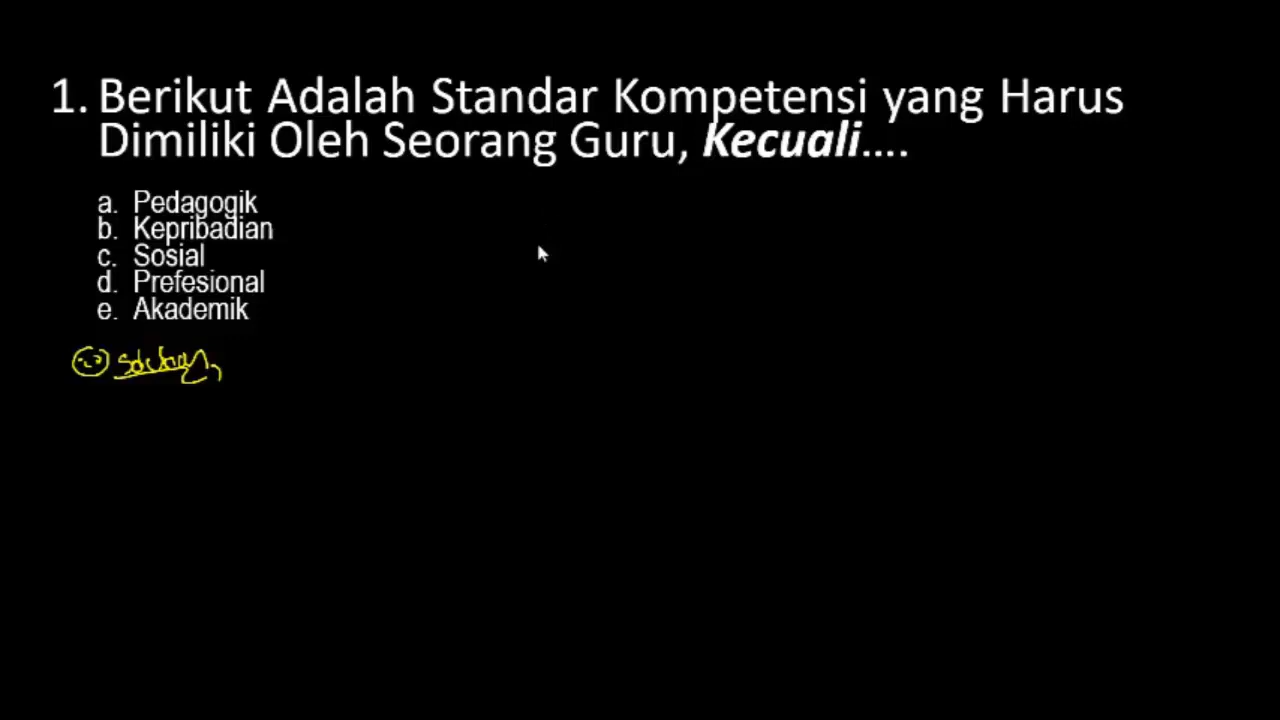 1. Berikut Adalah Standar Kompetensi yang Harus
Dimiliki Oleh Seorang Guru, Kecuali....
a. Pedagogik
b. Kepribadian
c. Sosial
d. Prefesional
e. Akademik